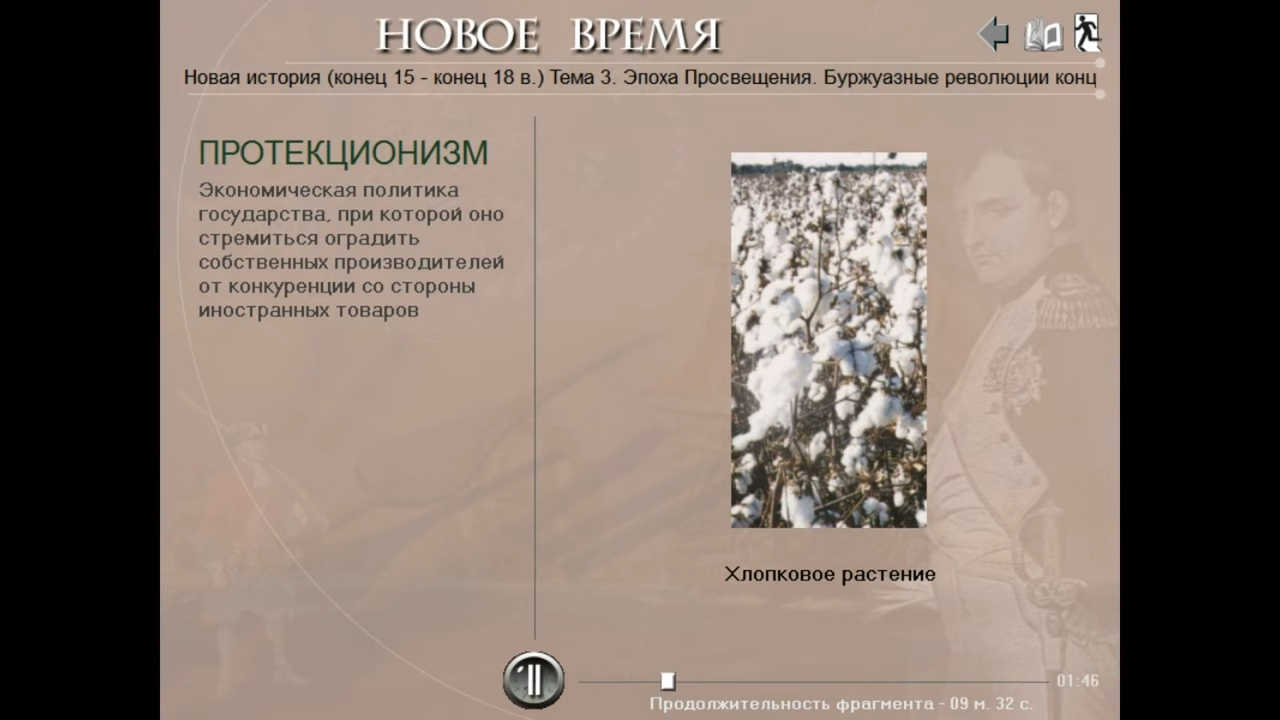 НОВОЕ ВРЕМЯ
Новая история (конец 15 - конец 18 в.) Тема 3. Эпоха Просвещения. Буржуазные революции конц
ПРОТЕКЦИОНИЗМ
Экономическая политика
государства, при которой оно
стремиться оградить
собственных производителей
от конкуренции со стороны
иностранных товаров
Хлопковое растение
01:46
Продолжительность фрагмента - 09 м. 32 с.